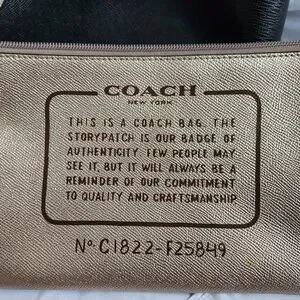 COACH
NEW YORK
THIS IS A COACH BAG. THE
STORYPATCH IS OUR BADGE OF
AUTHENTICITY. FEW PEOPLE MAY
SEE IT, BUT IT WILL ALWAYS BE A
REMINDER OF OUR COMMITMENT
TO QUALITY AND CRAFTSMANSHIP.
Nº C1822-F25849